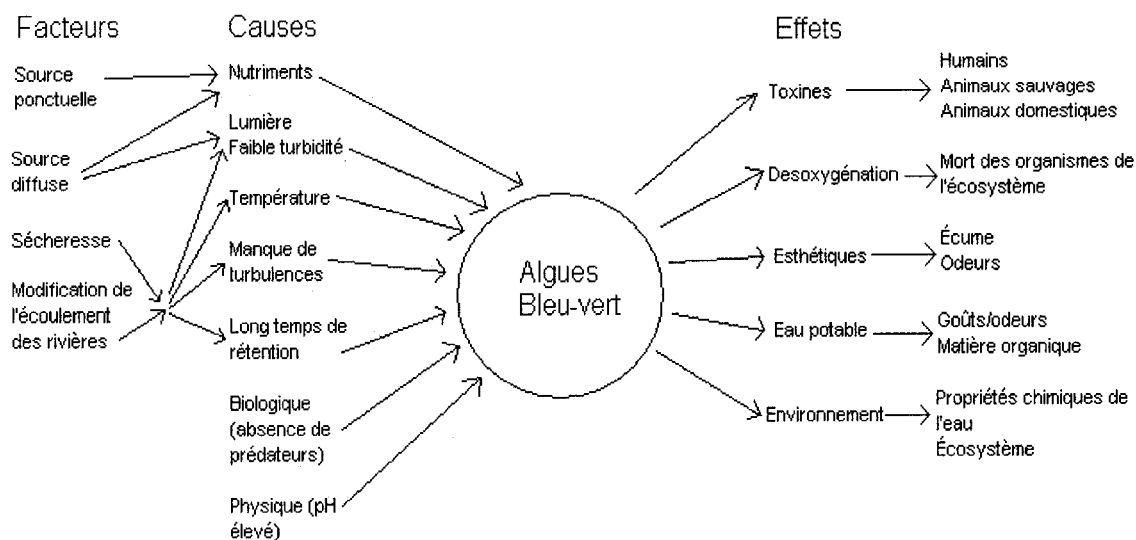 Facteurs
Causes
Effets
Source
ponctuelle
Source
diffuse
Sécheresse
Modification de
l'écoulement
des rivières
Nutriments
Lumière
Faible turbidité
Température
Manque de
turbulences
Long temps de
rétention
Biologique
(absence de
prédateurs)
Physique (pH
élevé)
Algues
Bleu-vert
Toxines
Humains
Animaux sauvages
Animaux domestiques
Desoxygénation
Mort des organismes de
l'écosystème
Esthétiques
Écume
Odeurs
Eau potable
Goûts/odeurs
Matière organique
Environnement
Propriétés chimiques de
l'eau
Écosystème